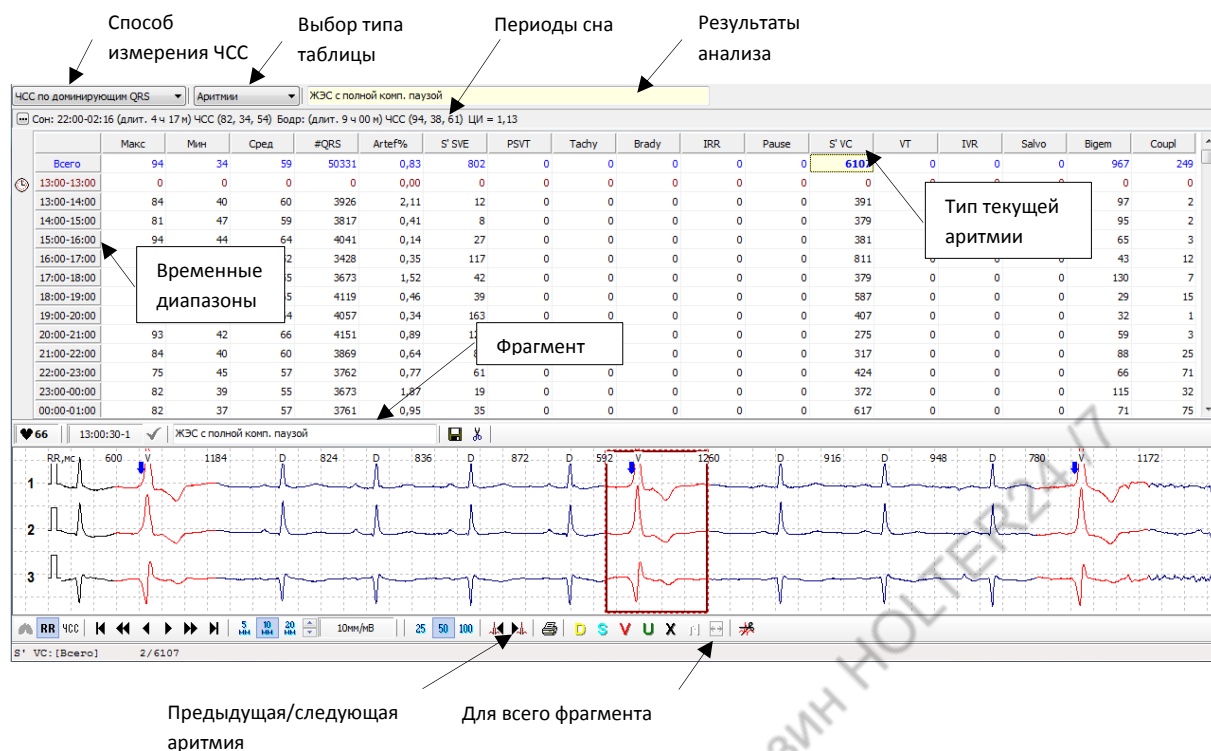 Способ
измерения ЧСС
Выбор типа
таблицы
Периоды сна
Результаты
анализа
ЧСС по доминирующим QRS Аритмии ЖЭС с полной комп. паузой
Сон: 22:00-02:16 (длит. 4 ч 17 м) ЧСС (82, 34, 54) Бодр: (длит. 9 ч 00 м) ЧСС (94, 38, 61) ЦИ = 1,13
Макс Мин Сред #QRS Artef% S' SVE PSVT Tachy Brady IRR Pause S' VC VT IVR Salvo Bigem Coupl
Всего 94 34 59 50331 0,83 802 0 0 0 0 0 6107 0 0 0 967 249
13:00-13:00 0 0 0 0 0,00 0 0 0 0 0 0 0 0 0 0 0 0
13:00-14:00 84 40 60 3926 2,11 12 0 0 0 0 0 391 97 2
14:00-15:00 81 47 59 3817 0,41 8 0 0 0 0 0 379 95 2
15:00-16:00 94 44 64 4041 0,14 27 0 0 0 0 0 381 65 3
16:00-17:00 3428 0,35 117 0 0 0 0 0 811 43 12
17:00-18:00 3673 1,52 42 0 0 0 0 0 379 0 0 0 130 7
18:00-19:00 4119 0,46 39 0 0 0 0 0 587 0 0 0 29 15
19:00-20:00 4057 0,34 163 0 0 0 0 0 407 0 0 0 32 1
20:00-21:00 93 42 66 4151 0,89 0 0 0 275 0 0 0 59 3
21:00-22:00 84 40 60 3869 0,64 0 0 0 317 0 0 0 88 25
22:00-23:00 75 45 57 3762 0,77 61 0 0 0 0 0 424 0 0 0 66 71
23:00-00:00 82 39 55 3673 1,87 19 0 0 0 0 0 372 0 0 0 115 32
00:00-01:00 82 37 57 3761 0,95 35 0 0 0 0 0 617 0 0 0 71 75
Тип текущей
аритмии
Временные
диапазоны
Фрагмент
66 13:00:30-1 ЖЭС с полной комп. паузой
RR,мс 600 V 1184 D 824 D 836 D 872 D 592 V 1260 D 916 D 948 D 780 V 1172
1
2
3
RR ЧСС 5 мм 10 мм 20 мм 10мм/мВ 25 50 100 D S V U X
S' VC:[Всего] 2/6107
Предыдущая/следующая
аритмия
Для всего фрагмента
ЗИН HOLTER24/7